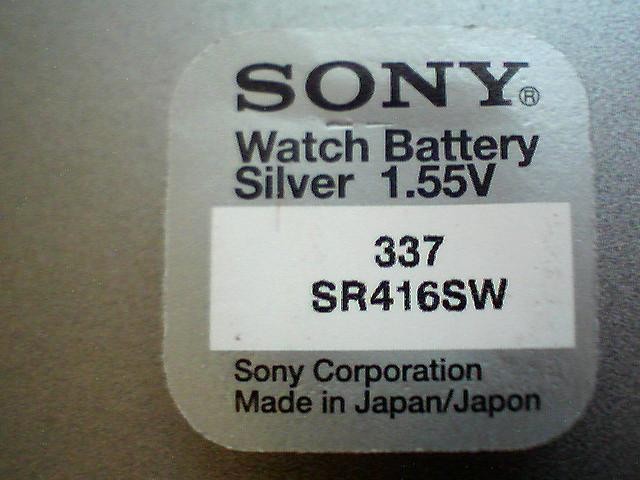 SONY®
Watch Battery
Silver 1.55V
337
SR416SW
Sony Corporation
Made in Japan/Japon